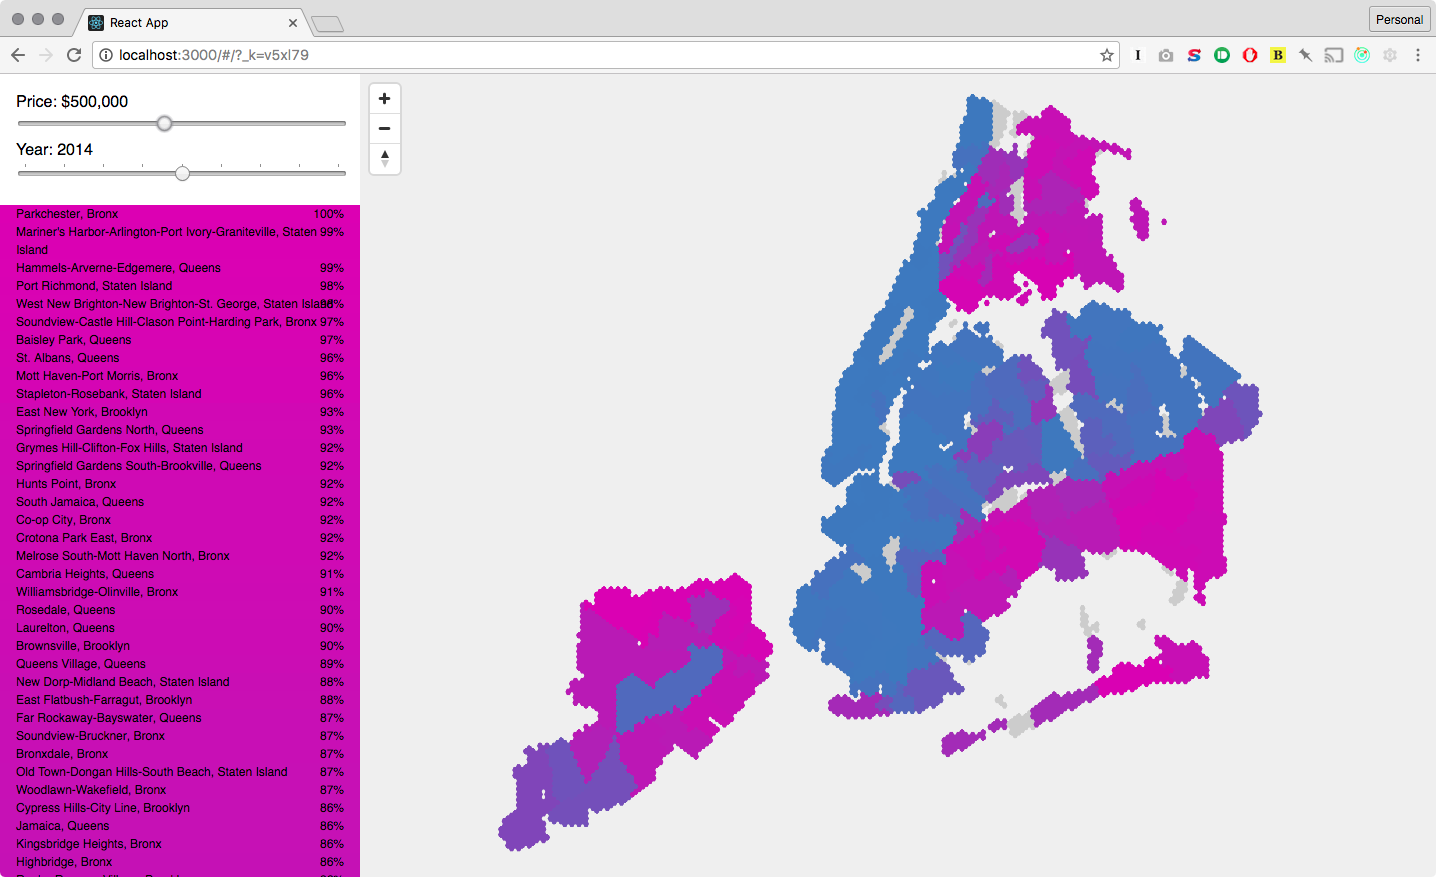 React App
Personal
localhost:3000/#/?_k=v5xl79
Price: $500,000
Year: 2014
Parkchester, Bronx 100%
Mariner's Harbor-Arlington-Port Ivory-Graniteville, Staten 99%
Island
Hammels-Arverne-Edgemere, Queens 99%
Port Richmond, Staten Island 98%
West New Brighton-New Brighton-St. George, Staten Island 98%
Soundview-Castle Hill-Clason Point-Harding Park, Bronx 97%
Baisley Park, Queens 97%
St. Albans, Queens 96%
Mott Haven-Port Morris, Bronx 96%
Stapleton-Rosebank, Staten Island 96%
East New York, Brooklyn 93%
Springfield Gardens North, Queens 93%
Grymes Hill-Clifton-Fox Hills, Staten Island 92%
Springfield Gardens South-Brookville, Queens 92%
Hunts Point, Bronx 92%
South Jamaica, Queens 92%
Co-op City, Bronx 92%
Crotona Park East, Bronx 92%
Melrose South-Mott Haven North, Bronx 92%
Cambria Heights, Queens 91%
Williamsbridge-Olinville, Bronx 91%
Rosedale, Queens 90%
Laurelton, Queens 90%
Brownsville, Brooklyn 90%
Queens Village, Queens 89%
New Dorp-Midland Beach, Staten Island 88%
East Flatbush-Farragut, Brooklyn 88%
Far Rockaway-Bayswater, Queens 87%
Soundview-Bruckner, Bronx 87%
Bronxdale, Bronx 87%
Old Town-Dongan Hills-South Beach, Staten Island 87%
Woodlawn-Wakefield, Bronx 87%
Cypress Hills-City Line, Brooklyn 86%
Jamaica, Queens 86%
Kingsbridge Heights, Bronx 86%
Highbridge, Bronx 86%